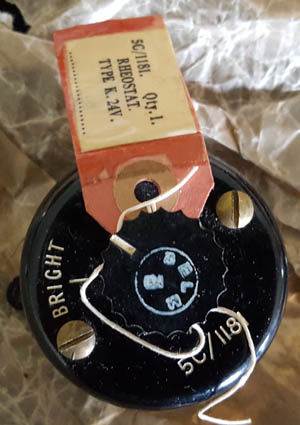 5C/1181. Qty. 1.
RHEOSTAT.
TYPE K. 24V.
BRIGHT
5C/1181